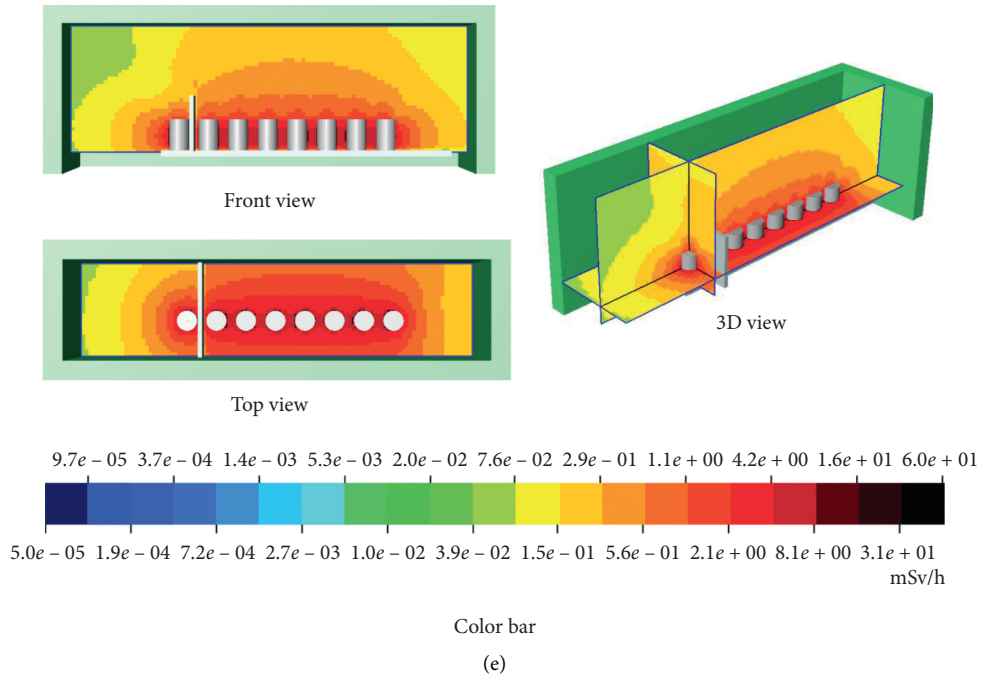 Front view
3D view
Top view
9.7e – 05 3.7e – 04 1.4e – 03 5.3e – 03 2.0e – 02 7.6e – 02 2.9e – 01 1.1e + 00 4.2e + 00 1.6e + 01 6.0e + 01
5.0e – 05 1.9e – 04 7.2e – 04 2.7e – 03 1.0e – 02 3.9e – 02 1.5e – 01 5.6e – 01 2.1e + 00 8.1e + 00 3.1e + 01
mSv/h
Color bar
(e)